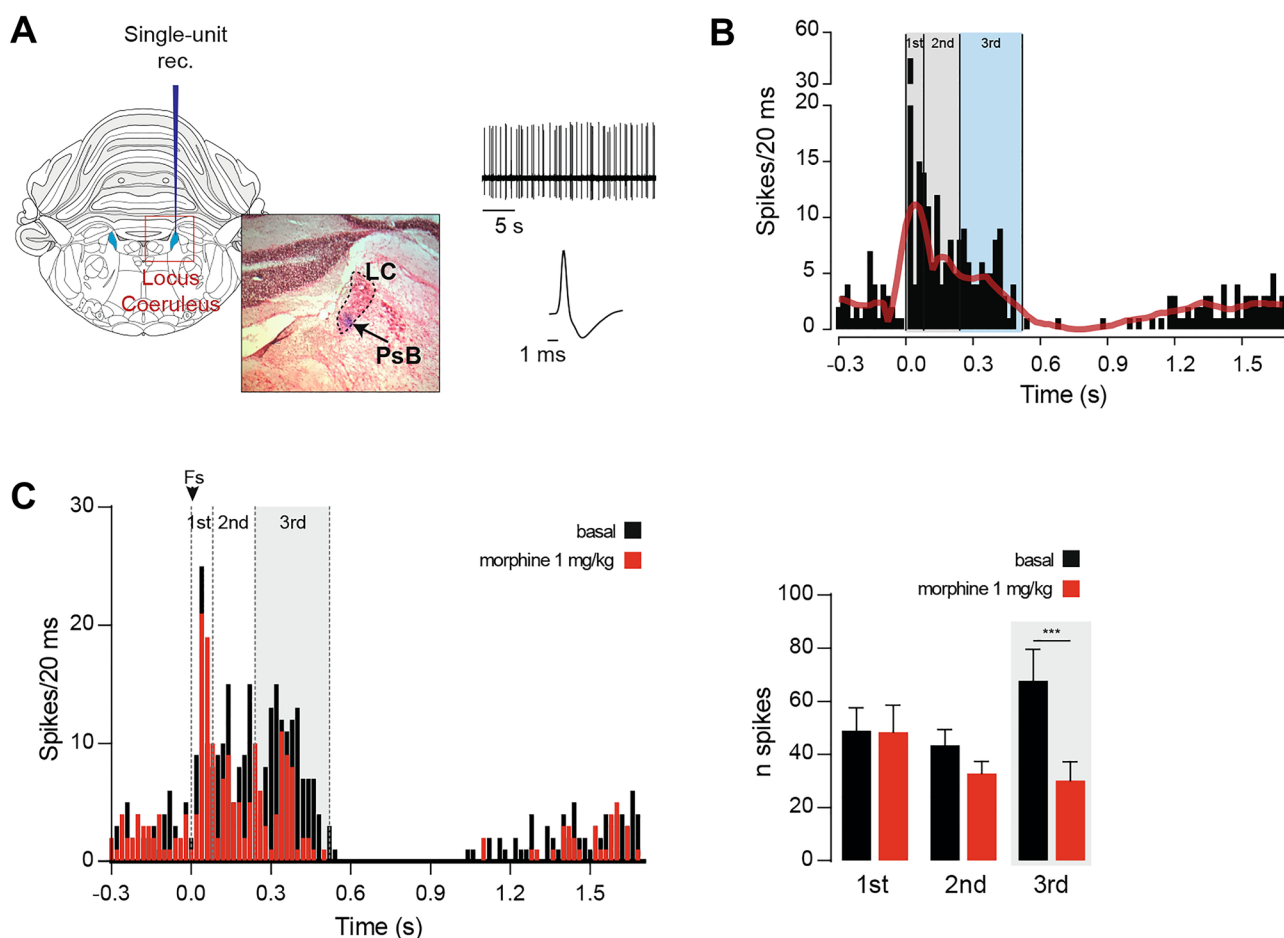 A
Single-unit
rec.
Locus
Coeruleus
LC
PsB
5 s
1 ms
B
Spikes/20 ms
60
30
20
15
10
5
0
1st 2nd 3rd
-0.3 0.0 0.3 0.6 0.9 1.2 1.5
Time (s)
C
Fs
1st 2nd 3rd
basal
morphine 1 mg/kg
Spikes/20 ms
30
20
10
0
-0.3 0.0 0.3 0.6 0.9 1.2 1.5
Time (s)
basal
morphine 1 mg/kg
***
n spikes
100
80
60
40
20
0
1st 2nd 3rd